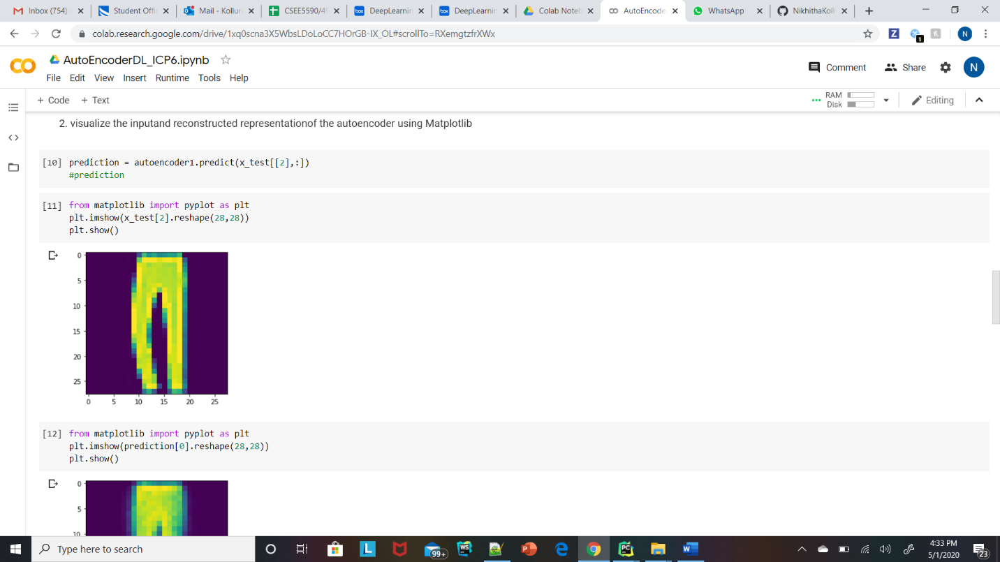 Inbox (754) -
Student Offi
Mail - Kollur
CSEE5590/49
DeepLearnin
DeepLearnin
Colab Noteb
AutoEncode
WhatsApp
NikhithaKoll
colab.research.google.com/drive/1xq0scna3X5WbsLDoLoCC7HOrGB-IX_OL#scrollTo=RXemgtzfrXWx
Z
1
N
CO
AutoEncoderDL_ICP6.ipynb
File Edit View Insert Runtime Tools Help
Comment
Share
N
+ Code + Text
RAM
Disk
Editing
2. visualize the inputand reconstructed representationof the autoencoder using Matplotlib
[10] prediction = autoencoder1.predict(x_test[[2],:])
#prediction
[11] from matplotlib import pyplot as plt
plt.imshow(x_test[2].reshape(28,28))
plt.show()
0
5
10
15
20
25
0 5 10 15 20 25
[12] from matplotlib import pyplot as plt
plt.imshow(prediction[0].reshape(28,28))
plt.show()
0
5
10
Type here to search
L
99+
WS
P
PC
W
4:33 PM
5/1/2020
23